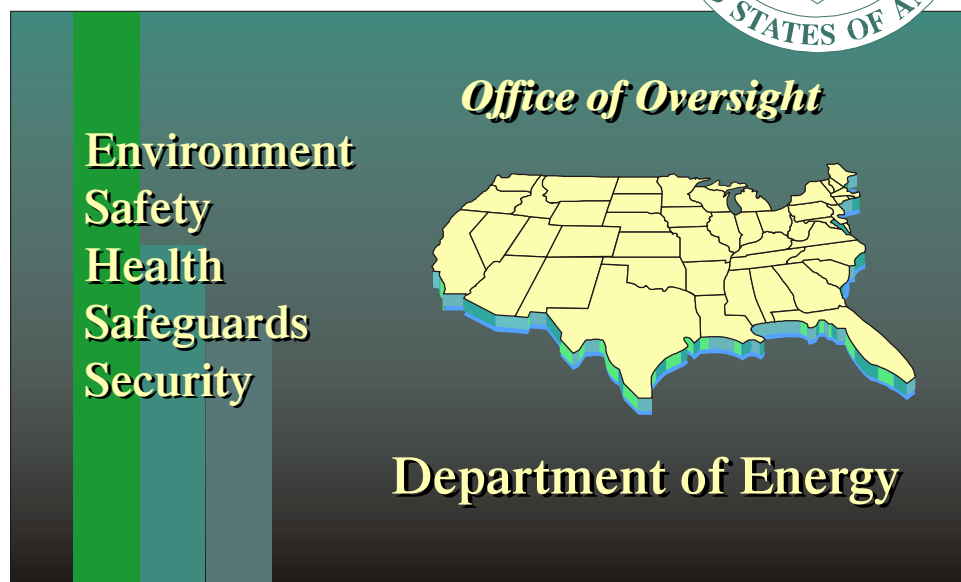 STATES OF
Office of Oversight
Environment
Safety
Health
Safeguards
Security
Department of Energy